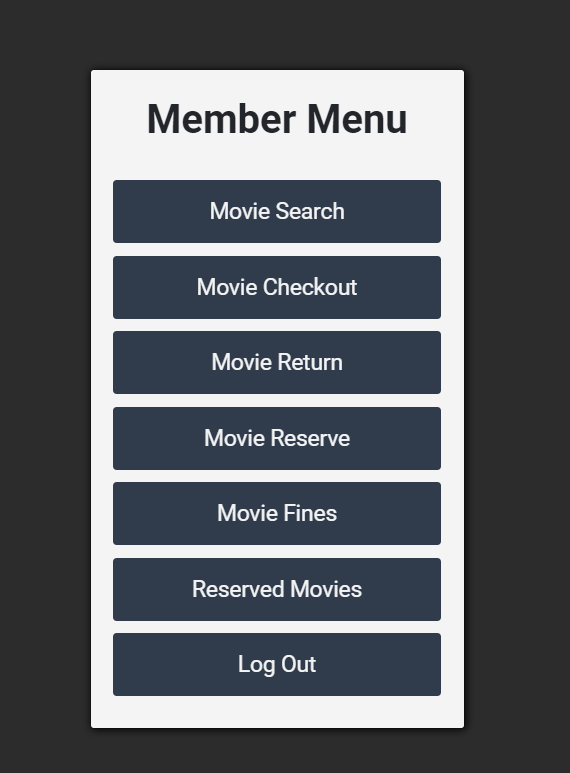 Member Menu
Movie Search
Movie Checkout
Movie Return
Movie Reserve
Movie Fines
Reserved Movies
Log Out